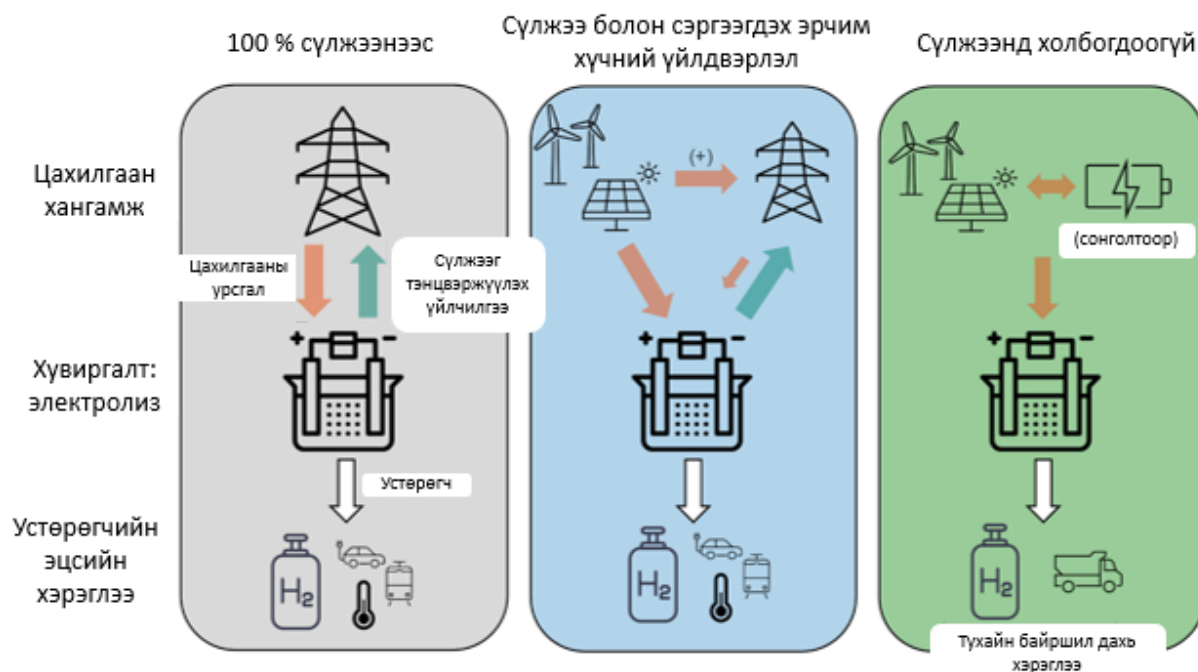 100 % сүлжээнээс
Сүлжээ болон сэргээгдэх эрчим
хүчний үйлдвэрлэл
Сүлжээнд холбогдоогүй
Цахилгаан
хангамж
(+)
(сонголтоор)
Цахилгааны
урсгал
Сүлжээг
тэнцвэржүүлэх
үйлчилгээ
+ −
+ −
+ −
Хувиргалт:
электролиз
Устөрөгч
Устөрөгчийн
эцсийн
хэрэглээ
H2
H2
H2
Тухайн байршил дахь
хэрэглээ